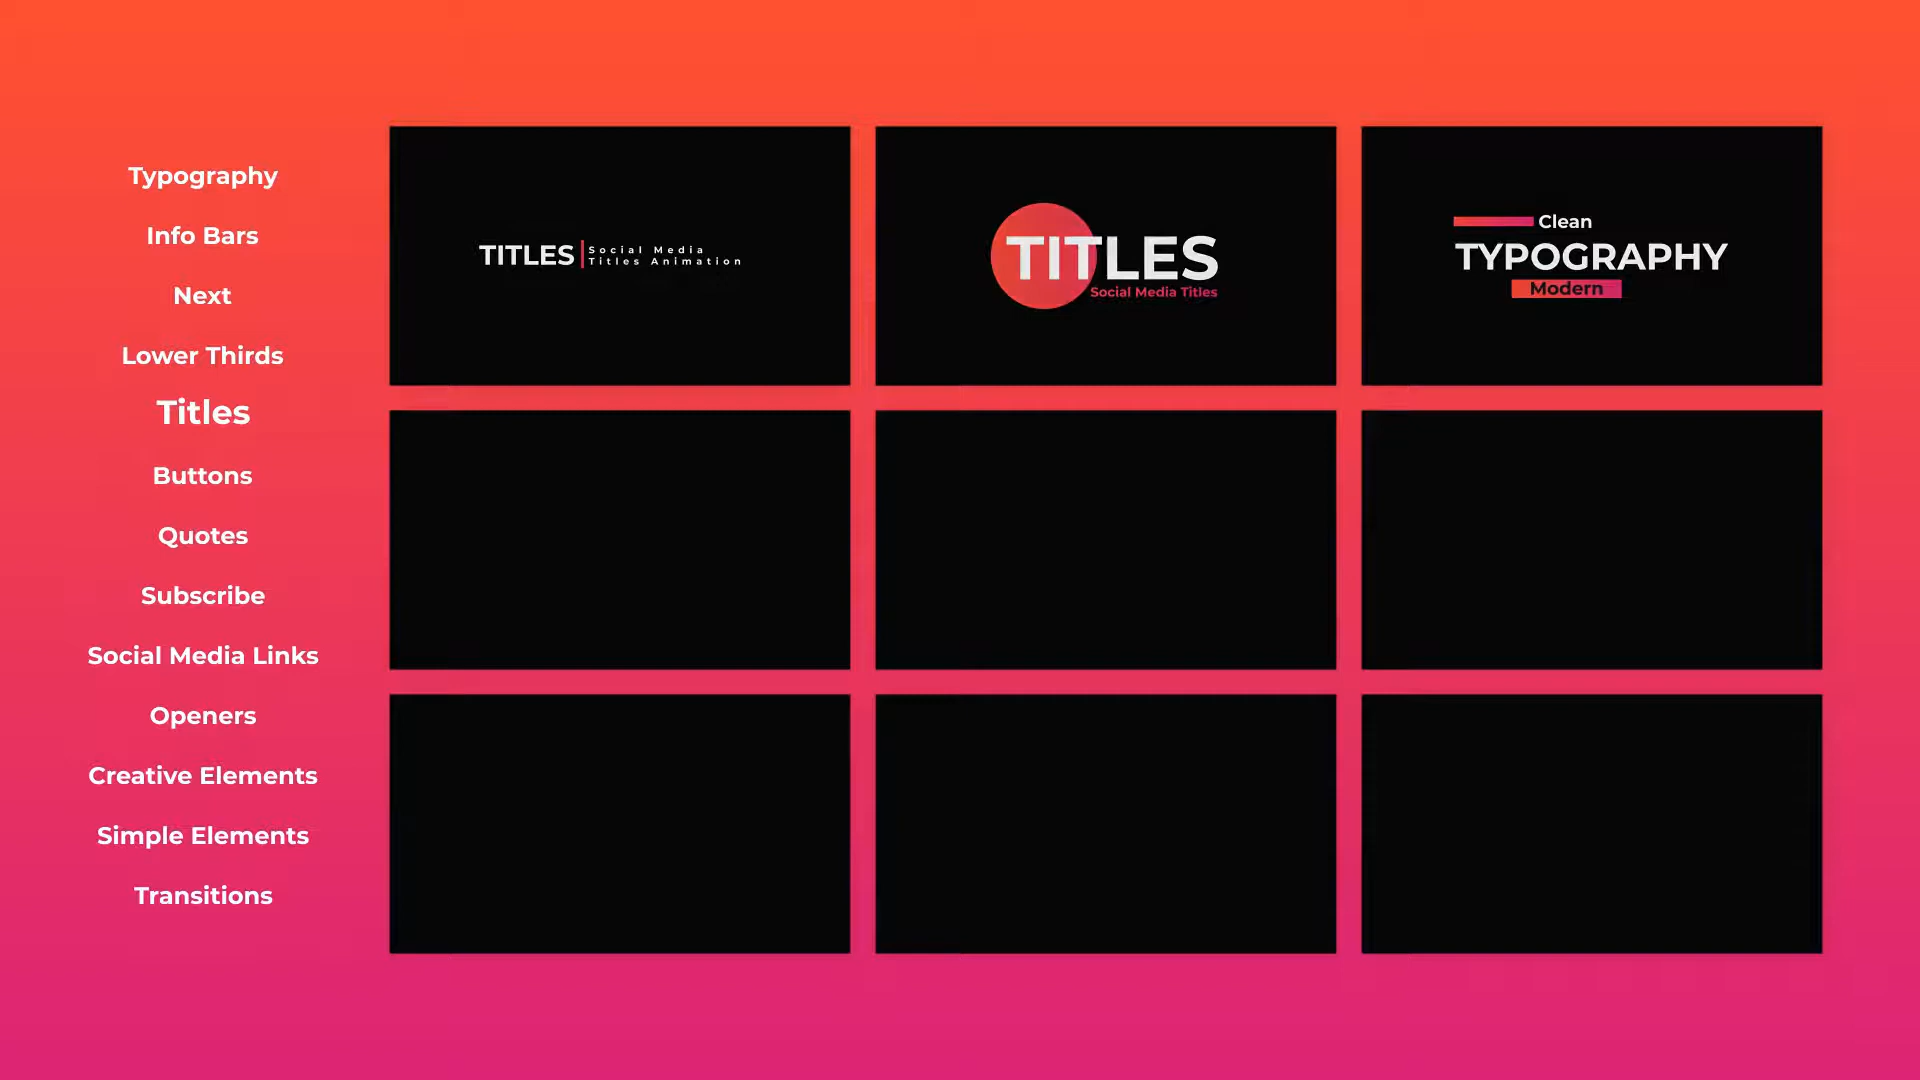 Typography
Info Bars
Next
Lower Thirds
Titles
Buttons
Quotes
Subscribe
Social Media Links
Openers
Creative Elements
Simple Elements
Transitions
TITLES
Social Media
Titles Animation
TITLES
Social Media Titles
Clean
TYPOGRAPHY
Modern